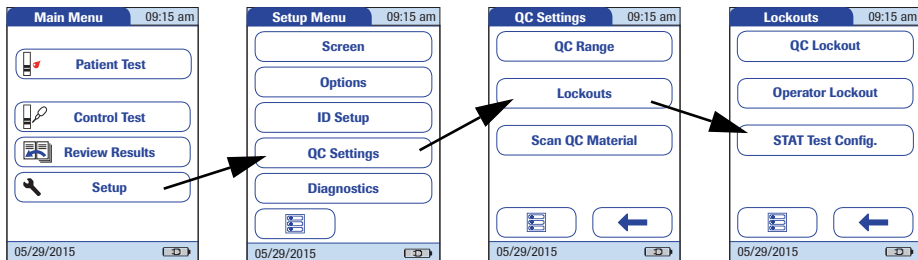 Main Menu 09:15 am
Patient Test
Control Test
Review Results
Setup
05/29/2015
Setup Menu 09:15 am
Screen
Options
ID Setup
QC Settings
Diagnostics
05/29/2015
QC Settings 09:15 am
QC Range
Lockouts
Scan QC Material
05/29/2015
Lockouts 09:15 am
QC Lockout
Operator Lockout
STAT Test Config.
05/29/2015